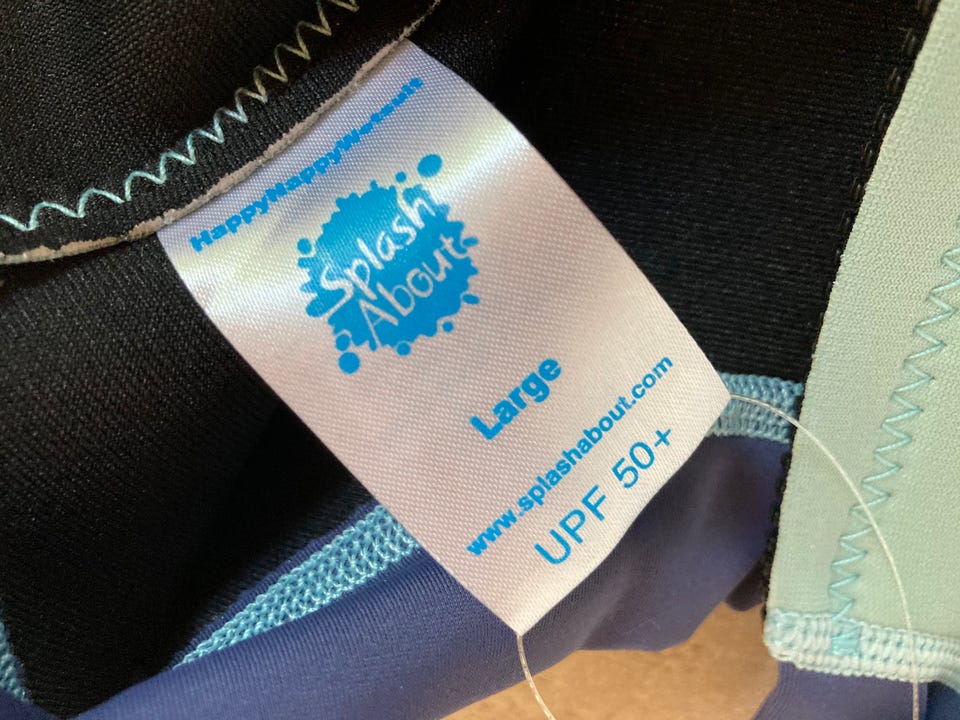 HappyHappyWetsuit
Splash
About
Large
www.splashabout.com
UPF 50+